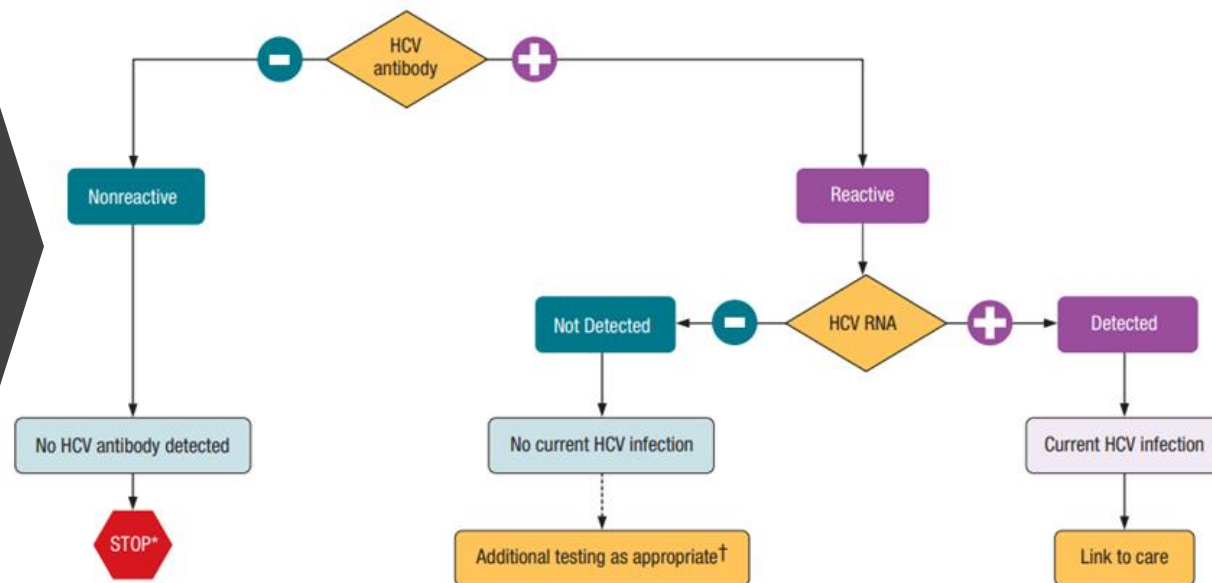 HCV
antibody
Nonreactive
Reactive
Not Detected
HCV RNA
Detected
No HCV antibody detected
No current HCV infection
Current HCV infection
STOP*
Additional testing as appropriate†
Link to care